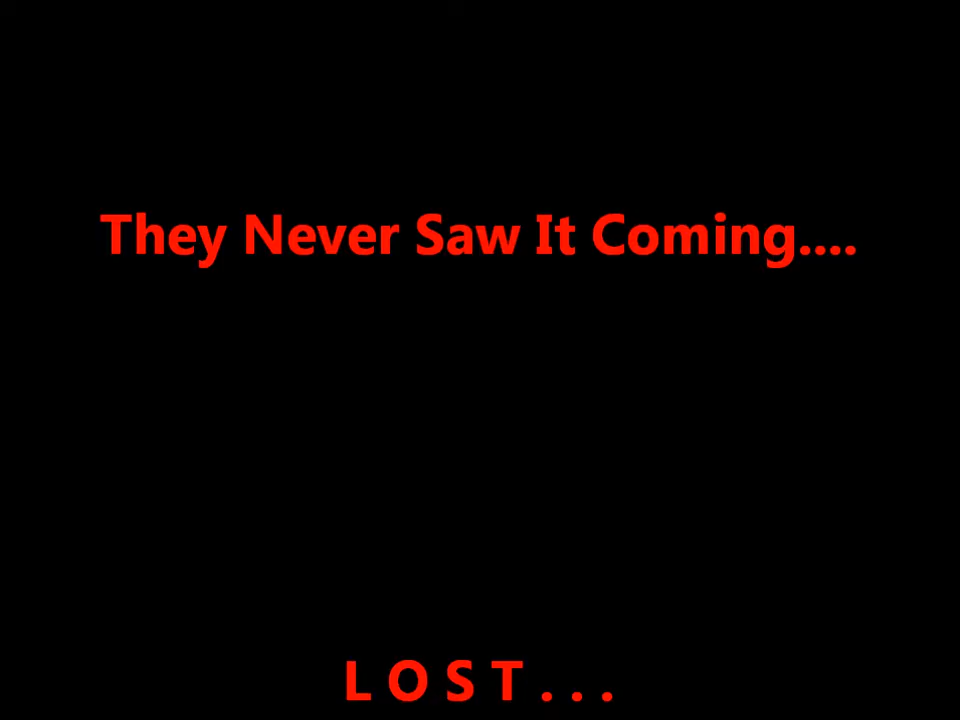 They Never Saw It Coming....
L O S T . . .